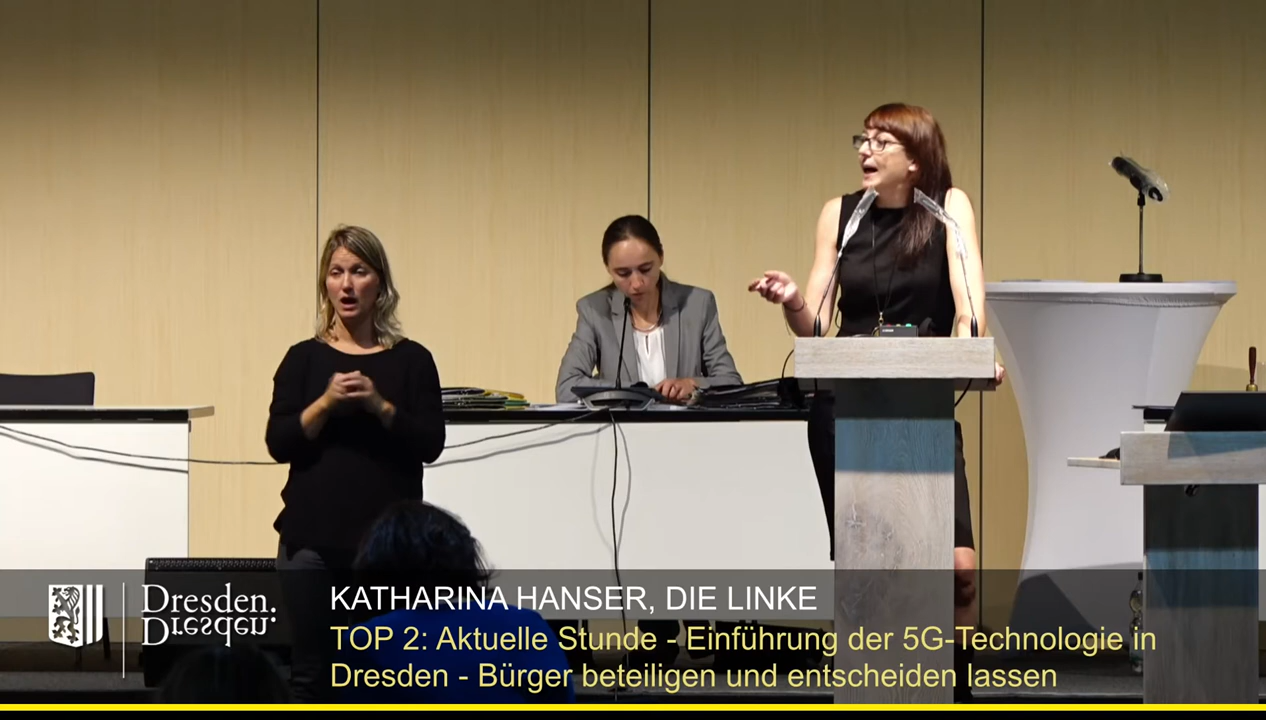 Dresden.
Dresden.
KATHARINA HANSER, DIE LINKE
TOP 2: Aktuelle Stunde - Einführung der 5G-Technologie in
Dresden - Bürger beteiligen und entscheiden lassen